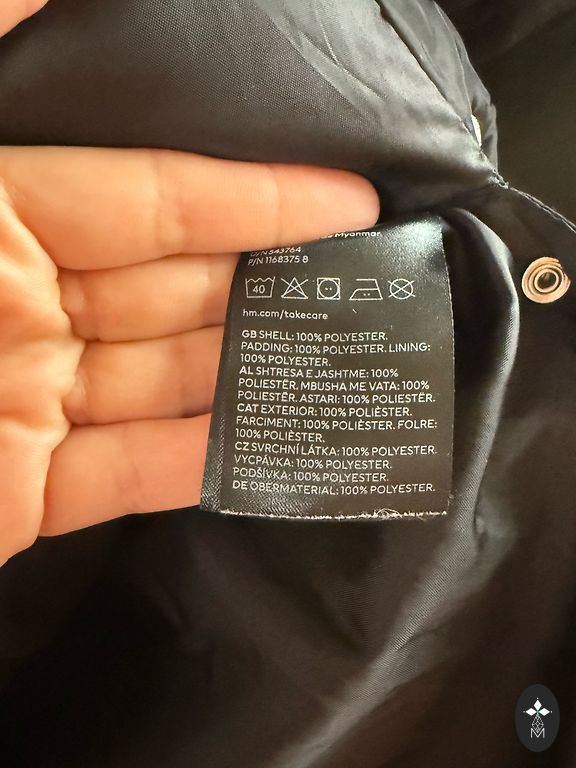 Myanmar
O/N 543764
P/N 1168375 8
40
hm.com/takecare
GB SHELL: 100% POLYESTER.
PADDING: 100% POLYESTER. LINING:
100% POLYESTER.
AL SHTRESA E JASHTME: 100%
POLIESTËR. MBUSHA ME VATA: 100%
POLIESTËR. ASTARI: 100% POLIESTËR.
CAT EXTERIOR: 100% POLIÈSTER.
FARCIMENT: 100% POLIÈSTER. FOLRE:
100% POLIÈSTER.
CZ SVRCHNÍ LÁTKA: 100% POLYESTER.
VYCPÁVKA: 100% POLYESTER.
PODŠÍVKA: 100% POLYESTER.
DE OBERMATERIAL: 100% POLYESTER.
M